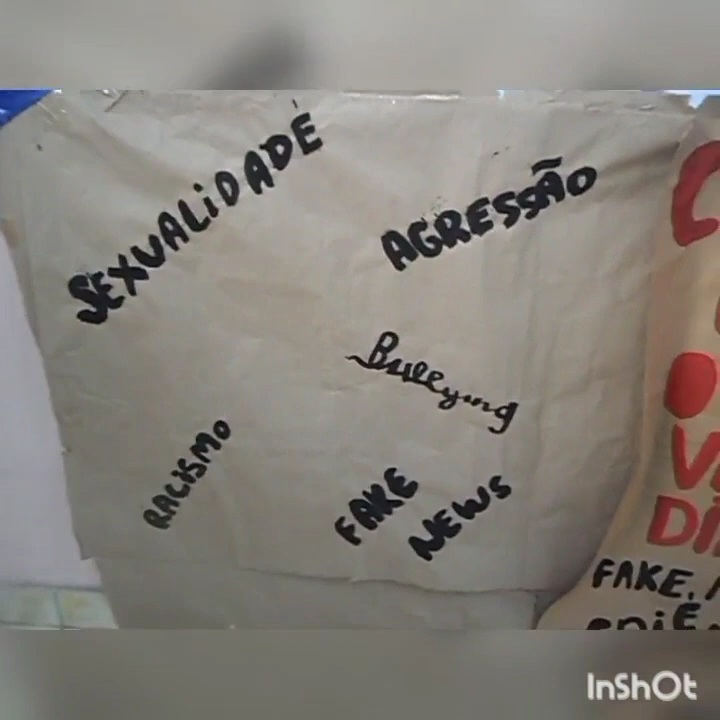 SEXUALIDADE
AGRESSÃO
Bullying
RACISMO
FAKE
NEWS
FAKE,
InShOt